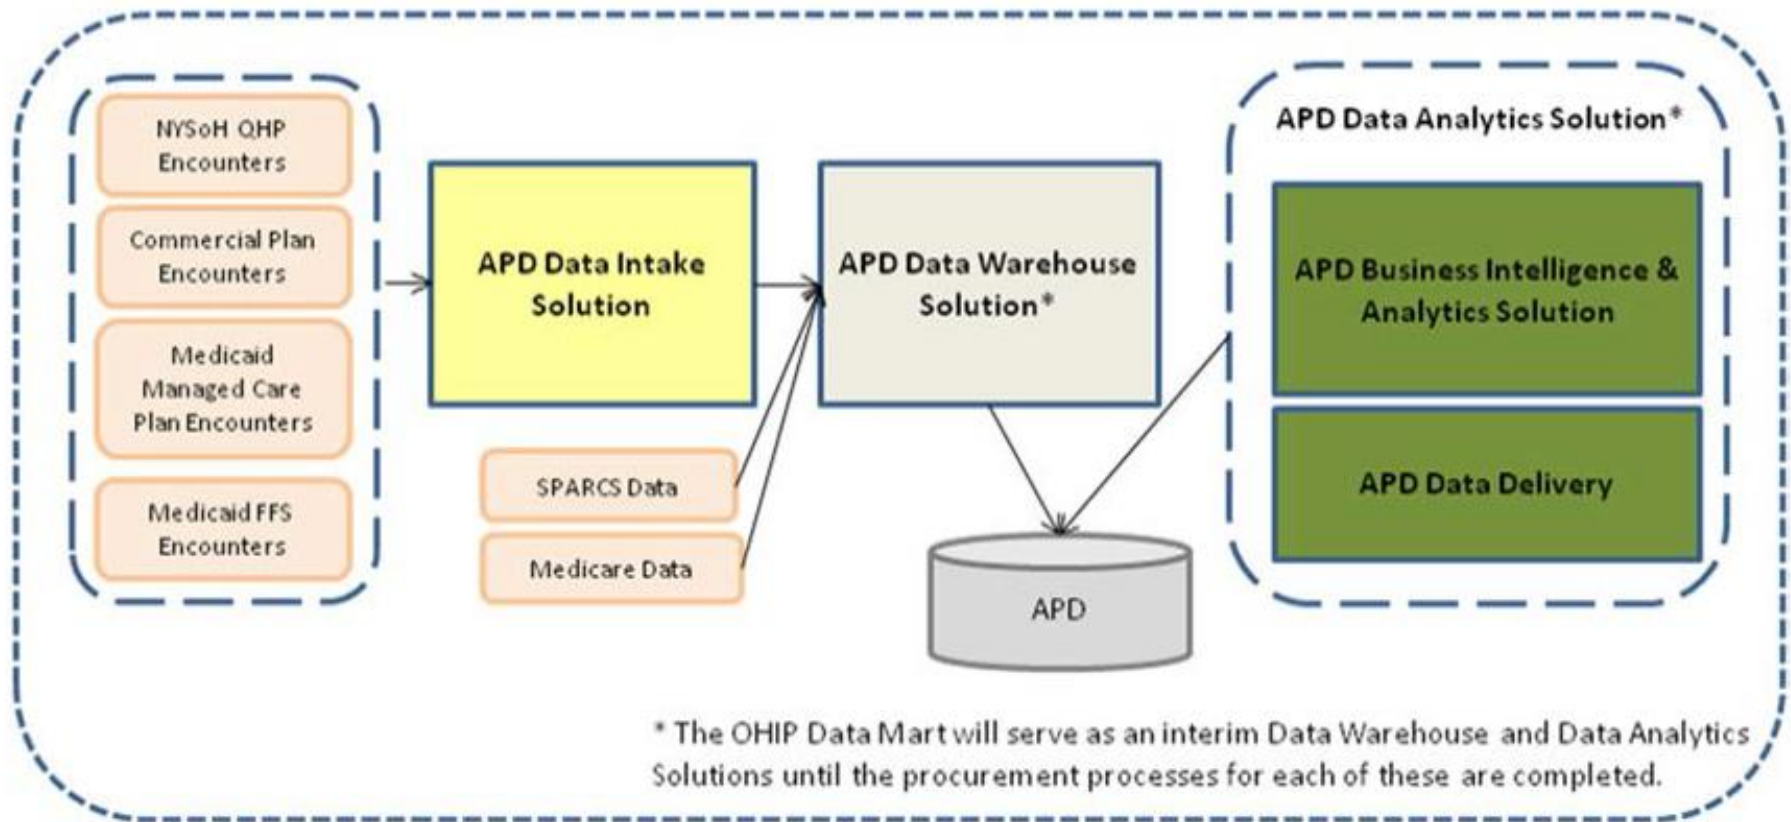 NYSoH QHP
Encounters
Commercial Plan
Encounters
Medicaid
Managed Care
Plan Encounters
Medicaid FFS
Encounters
APD Data Intake
Solution
SPARCS Data
Medicare Data
APD Data Warehouse
Solution*
APD
APD Data Analytics Solution*
APD Business Intelligence &
Analytics Solution
APD Data Delivery
* The OHIP Data Mart will serve as an interim Data Warehouse and Data Analytics
Solutions until the procurement processes for each of these are completed.